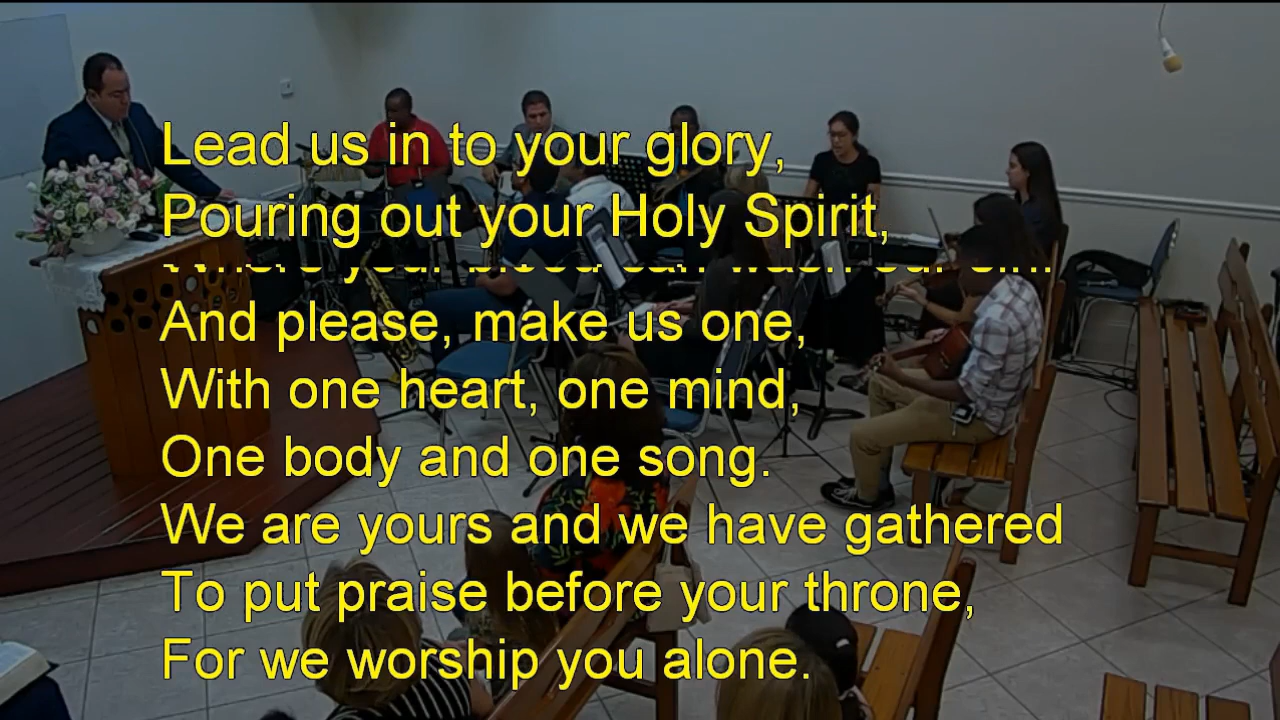 Lead us in to your glory,
Pouring out your Holy Spirit,
And please, make us one,
With one heart, one mind,
One body and one song.
We are yours and we have gathered
To put praise before your throne,
For we worship you alone.